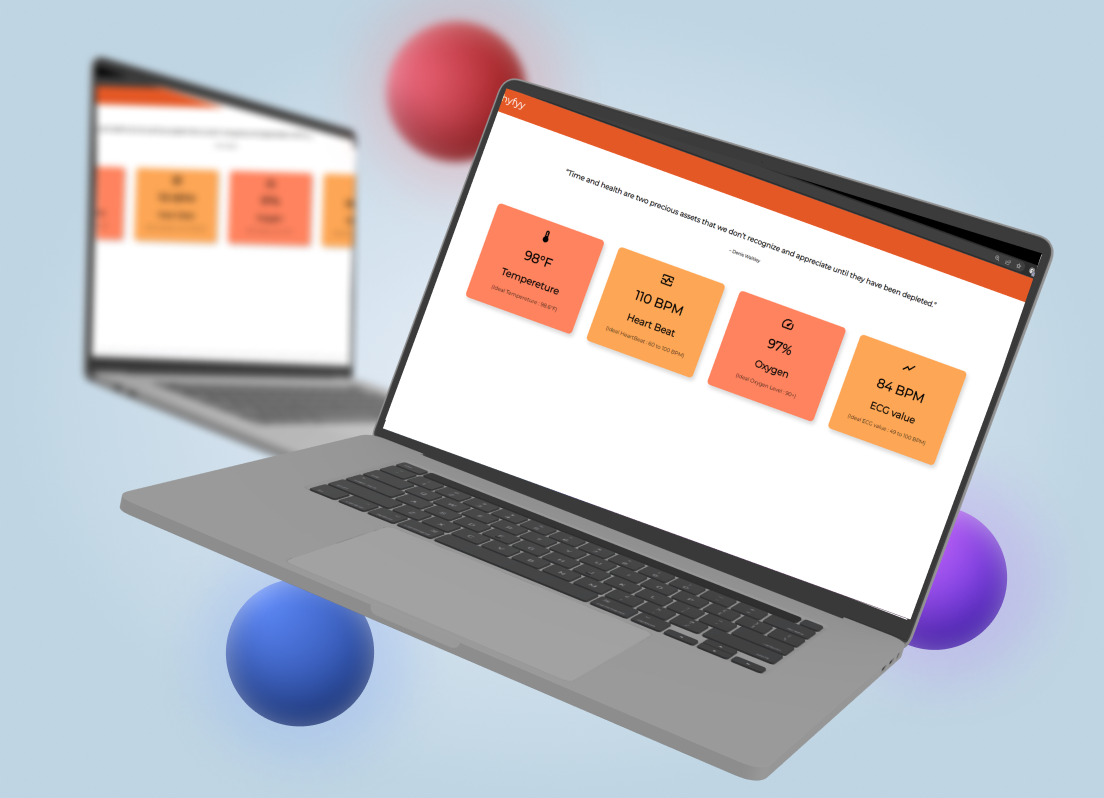 hyfyy
"Time and health are two precious assets that we don't recognize and appreciate until they have been depleted."
- Denis Waitley
98°F
Tempereture
(Ideal Temperature : 98.6°F)
110 BPM
Heart Beat
(Ideal HeartBeat : 60 to 100 BPM)
97%
Oxygen
(Ideal Oxygen Level : 90+)
84 BPM
ECG value
(Ideal ECG value : 49 to 100 BPM)